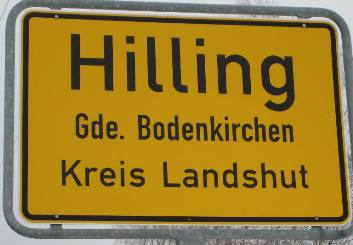 Hilling
Gde. Bodenkirchen
Kreis Landshut